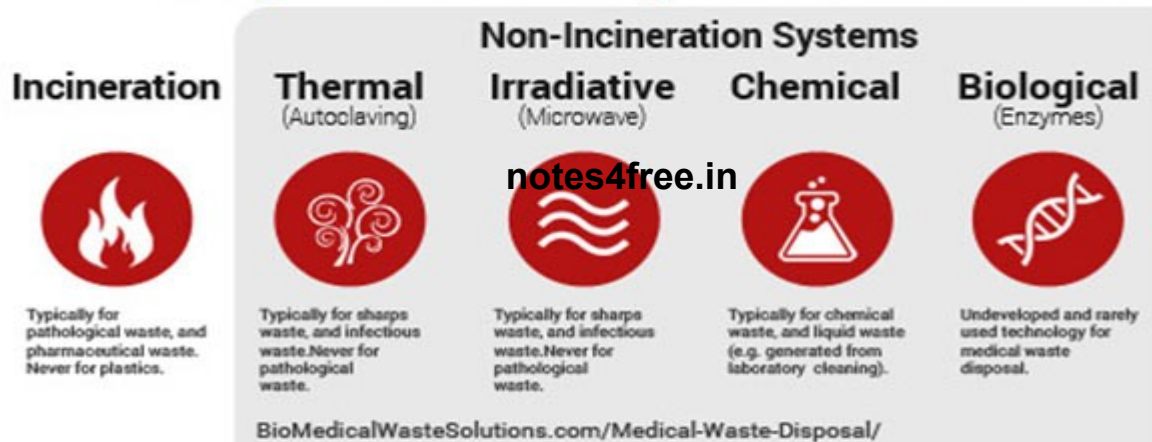 Non-Incineration Systems
Incineration
Typically for
pathological waste, and
pharmaceutical waste.
Never for plastics.
Thermal
(Autoclaving)
Typically for sharps
waste, and infectious
waste.Never for
pathological
waste.
Irradiative
(Microwave)
notes4free.in
Typically for sharps
waste, and infectious
waste.Never for
pathological
waste.
Chemical
Typically for chemical
waste, and liquid waste
(e.g. generated from
laboratory cleaning).
Biological
(Enzymes)
Undeveloped and rarely
used technology for
medical waste
disposal.
BioMedicalWasteSolutions.com/Medical-Waste-Disposal/